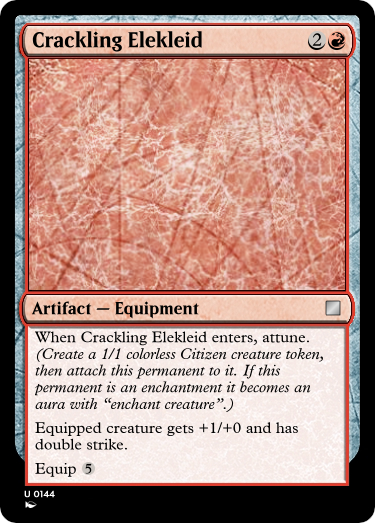 Crackling Elekleid 2
Artifact — Equipment
When Crackling Elekleid enters, attune.
(Create a 1/1 colorless Citizen creature token,
then attach this permanent to it. If this
permanent is an enchantment it becomes an
aura with “enchant creature”.)
Equipped creature gets +1/+0 and has
double strike.
Equip 5
U 0144